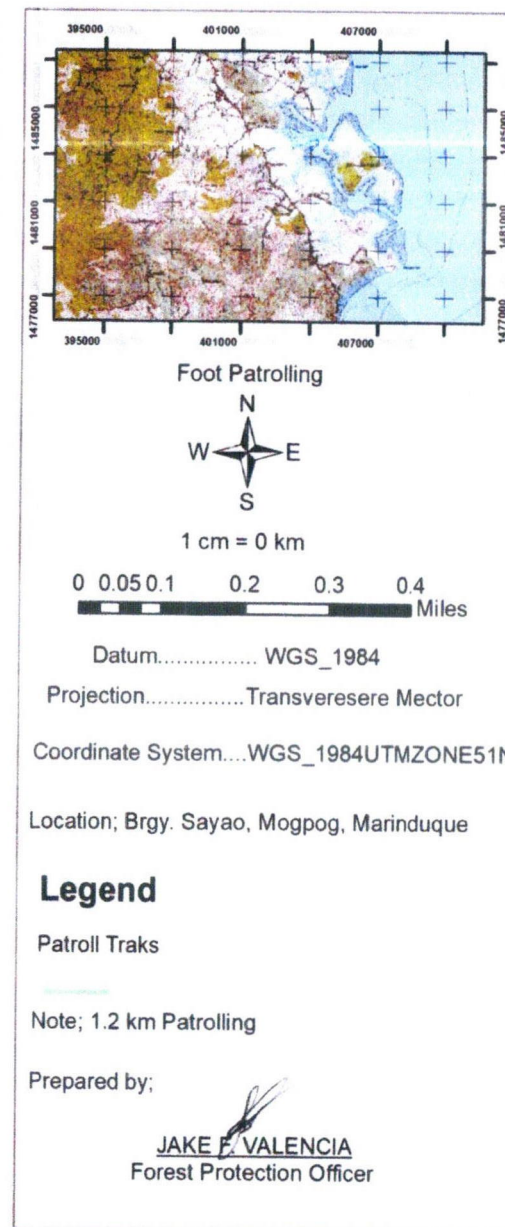 395000 401000 407000
1485000 1485000
1481000 1481000
1477000 1477000
395000 401000 407000
Foot Patrolling
N
W E
S
1 cm = 0 km
0 0.05 0.1 0.2 0.3 0.4
Miles
Datum................ WGS_1984
Projection................Transveresere Mector
Coordinate System....WGS_1984UTMZONE51N
Location; Brgy. Sayao, Mogpog, Marinduque
Legend
Patroll Traks
Note; 1.2 km Patrolling
Prepared by;
JAKE F. VALENCIA
Forest Protection Officer